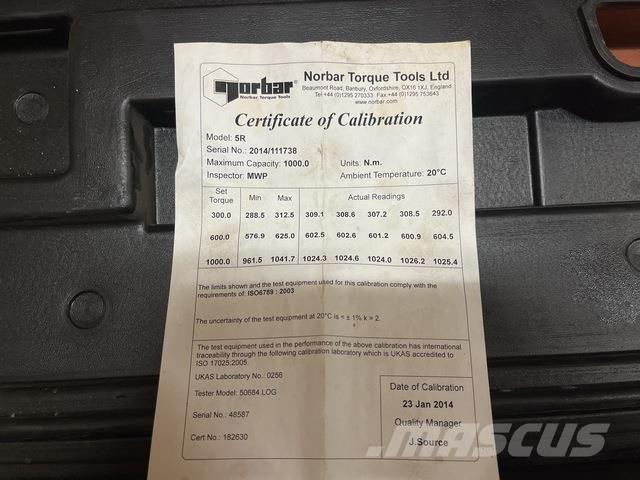 norbar®
Norbar Torque Tools
Norbar Torque Tools Ltd
Beaumont Road, Banbury, Oxfordshire, OX16 1XJ, England
Tel +44 (0)1295 270333 Fax +44 (0)1295 753643
www.norbar.com
Certificate of Calibration
Model: 5R
Serial No.: 2014/111738
Maximum Capacity: 1000.0 Units: N.m.
Inspector: MWP Ambient Temperature: 20°C
Set Torque Min Max Actual Readings
300.0 288.5 312.5 309.1 308.6 307.2 308.5 292.0
600.0 576.9 625.0 602.5 602.6 601.2 600.9 604.5
1000.0 961.5 1041.7 1024.3 1024.6 1024.0 1026.2 1025.4
The limits shown and the test equipment used for this calibration comply with the
requirements of: ISO6789 : 2003
The uncertainty of the test equipment at 20°C is < ± 1% k = 2.
The test equipment used in the performance of the above calibration has international
traceability through the following calibration laboratory which is UKAS accredited to
ISO 17025:2005.
UKAS Laboratory No.: 0256
Tester Model: 50684.LOG
Serial No.: 48587
Cert No.: 182630
Date of Calibration
23 Jan 2014
Quality Manager
J.Source
MASCUS